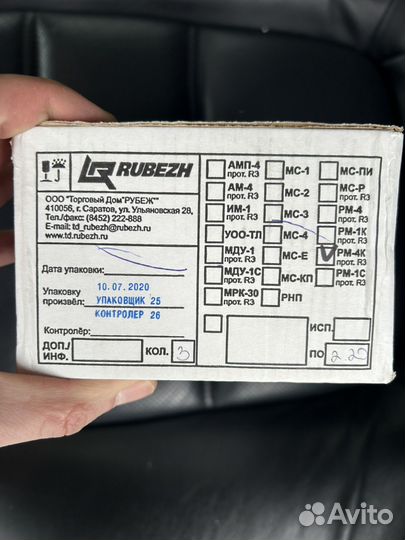 RUBEZH
ООО "Торговый Дом"РУБЕЖ""
410056, г. Саратов, ул. Ульяновская 28,
Тел./факс: (8452) 222-888
E-mail: td_rubezh@rubezh.ru
www.td.rubezh.ru
Дата упаковки:
Упаковку произвёл:
10.07.2020
УПАКОВЩИК 25
КОНТРОЛЕР 26
Контролёр:
ДОП./ИНФ.
КОЛ. 3
АМП-4 прот. R3
АМ-4 прот. R3
ИМ-1 прот. R3
УОО-ТЛ
МДУ-1 прот. R3
МДУ-1С прот. R3
МРК-30 прот. R3
МС-1
МС-2
МС-3
МС-4
МС-Е
МС-КП
РНП
МС-ПИ
МС-Р прот. R3
РМ-4 прот. R3
РМ-1К прот. R3
РМ-4К прот. R3
РМ-1С прот. R3
ИСП.
ПО 2.20
Avito